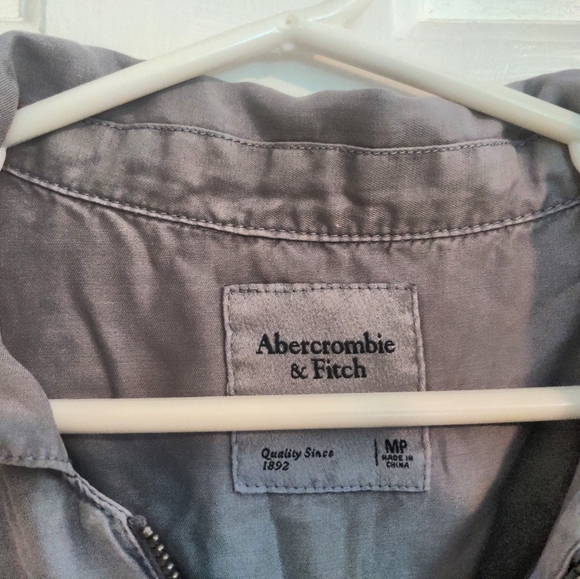 Abercrombie
& Fitch
Quality Since
1892
MP
MADE IN
CHINA